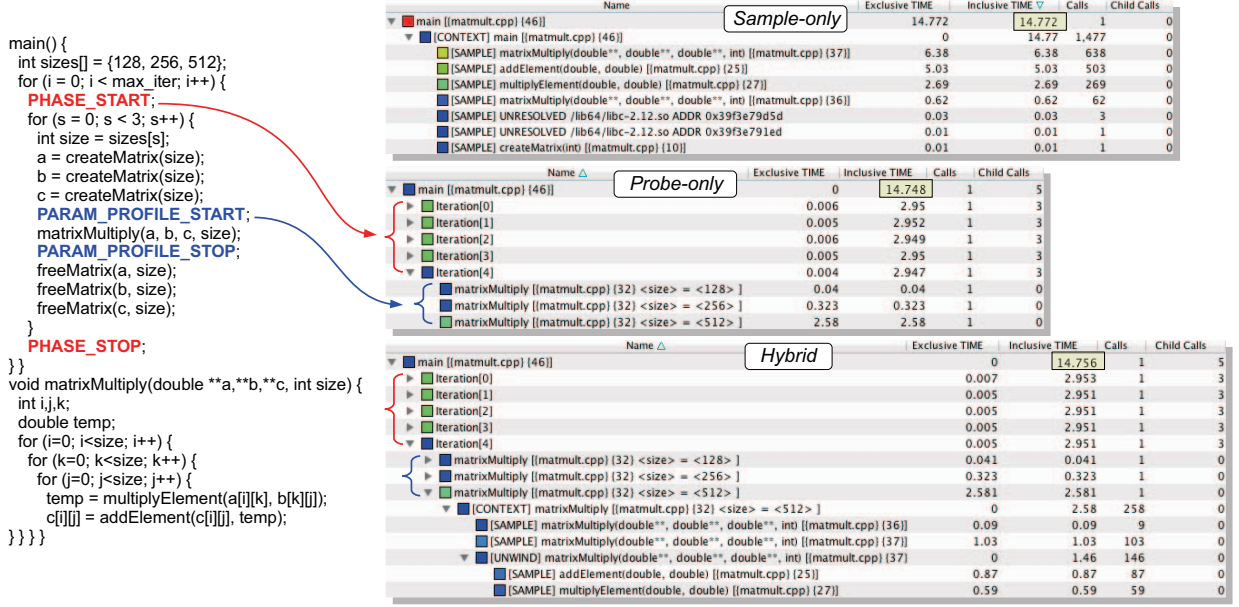 main() {
int sizes[] = {128, 256, 512};
for (i = 0; i < max_iter; i++) {
PHASE_START;
for (s = 0; s < 3; s++) {
int size = sizes[s];
a = createMatrix(size);
b = createMatrix(size);
c = createMatrix(size);
PARAM_PROFILE_START;
matrixMultiply(a, b, c, size);
PARAM_PROFILE_STOP;
freeMatrix(a, size);
freeMatrix(b, size);
freeMatrix(c, size);
}
PHASE_STOP;
} }
void matrixMultiply(double **a,**b,**c, int size) {
int i,j,k;
double temp;
for (i=0; i<size; i++) {
for (k=0; k<size; k++) {
for (j=0; j<size; j++) {
temp = multiplyElement(a[i][k], b[k][j]);
c[i][j] = addElement(c[i][j], temp);
} } } }
Name Exclusive TIME Inclusive TIME ▽ Calls Child Calls
Sample-only
main [{matmult.cpp} {46}] 14.772 14.772 1 0
[CONTEXT] main [{matmult.cpp} {46}] 0 14.77 1,477 0
[SAMPLE] matrixMultiply(double**, double**, double**, int) [{matmult.cpp} {37}] 6.38 6.38 638 0
[SAMPLE] addElement(double, double) [{matmult.cpp} {25}] 5.03 5.03 503 0
[SAMPLE] multiplyElement(double, double) [{matmult.cpp} {27}] 2.69 2.69 269 0
[SAMPLE] matrixMultiply(double**, double**, double**, int) [{matmult.cpp} {36}] 0.62 0.62 62 0
[SAMPLE] UNRESOLVED /lib64/libc-2.12.so ADDR 0x39f3e79d5d 0.03 0.03 3 0
[SAMPLE] UNRESOLVED /lib64/libc-2.12.so ADDR 0x39f3e791ed 0.01 0.01 1 0
[SAMPLE] createMatrix(int) [{matmult.cpp} {10}] 0.01 0.01 1 0
Name △ Exclusive TIME Inclusive TIME Calls Child Calls
Probe-only
main [{matmult.cpp} {46}] 0 14.748 1 5
Iteration[0] 0.006 2.95 1 3
Iteration[1] 0.005 2.952 1 3
Iteration[2] 0.006 2.949 1 3
Iteration[3] 0.005 2.95 1 3
Iteration[4] 0.004 2.947 1 3
matrixMultiply [{matmult.cpp} {32} <size> = <128> ] 0.04 0.04 1 0
matrixMultiply [{matmult.cpp} {32} <size> = <256> ] 0.323 0.323 1 0
matrixMultiply [{matmult.cpp} {32} <size> = <512> ] 2.58 2.58 1 0
Name △ Exclusive TIME Inclusive TIME Calls Child Calls
Hybrid
main [{matmult.cpp} {46}] 0 14.756 1 5
Iteration[0] 0.007 2.953 1 3
Iteration[1] 0.005 2.951 1 3
Iteration[2] 0.005 2.951 1 3
Iteration[3] 0.005 2.951 1 3
Iteration[4] 0.005 2.951 1 3
matrixMultiply [{matmult.cpp} {32} <size> = <128> ] 0.041 0.041 1 0
matrixMultiply [{matmult.cpp} {32} <size> = <256> ] 0.323 0.323 1 0
matrixMultiply [{matmult.cpp} {32} <size> = <512> ] 2.581 2.581 1 0
[CONTEXT] matrixMultiply [{matmult.cpp} {32} <size> = <512> ] 0 2.58 258 0
[SAMPLE] matrixMultiply(double**, double**, double**, int) [{matmult.cpp} {36}] 0.09 0.09 9 0
[SAMPLE] matrixMultiply(double**, double**, double**, int) [{matmult.cpp} {37}] 1.03 1.03 103 0
[UNWIND] matrixMultiply(double**, double**, double**, int) [{matmult.cpp} {37} 0 1.46 146 0
[SAMPLE] addElement(double, double) [{matmult.cpp} {25}] 0.87 0.87 87 0
[SAMPLE] multiplyElement(double, double) [{matmult.cpp} {27}] 0.59 0.59 59 0